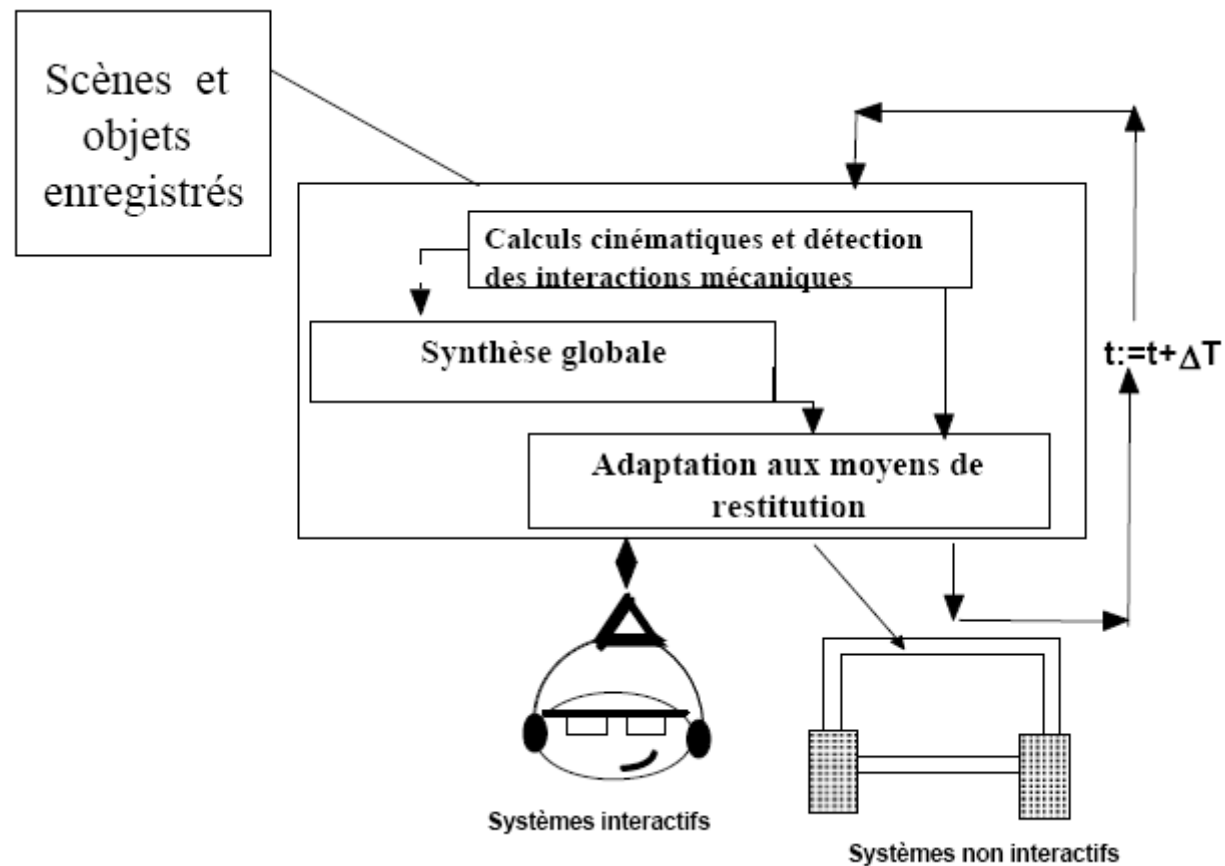 Scènes et
objets
enregistrés
Calculs cinématiques et détection
des interactions mécaniques
Synthèse globale
t:=t+ΔT
Adaptation aux moyens de
restitution
Systèmes interactifs
Systèmes non interactifs